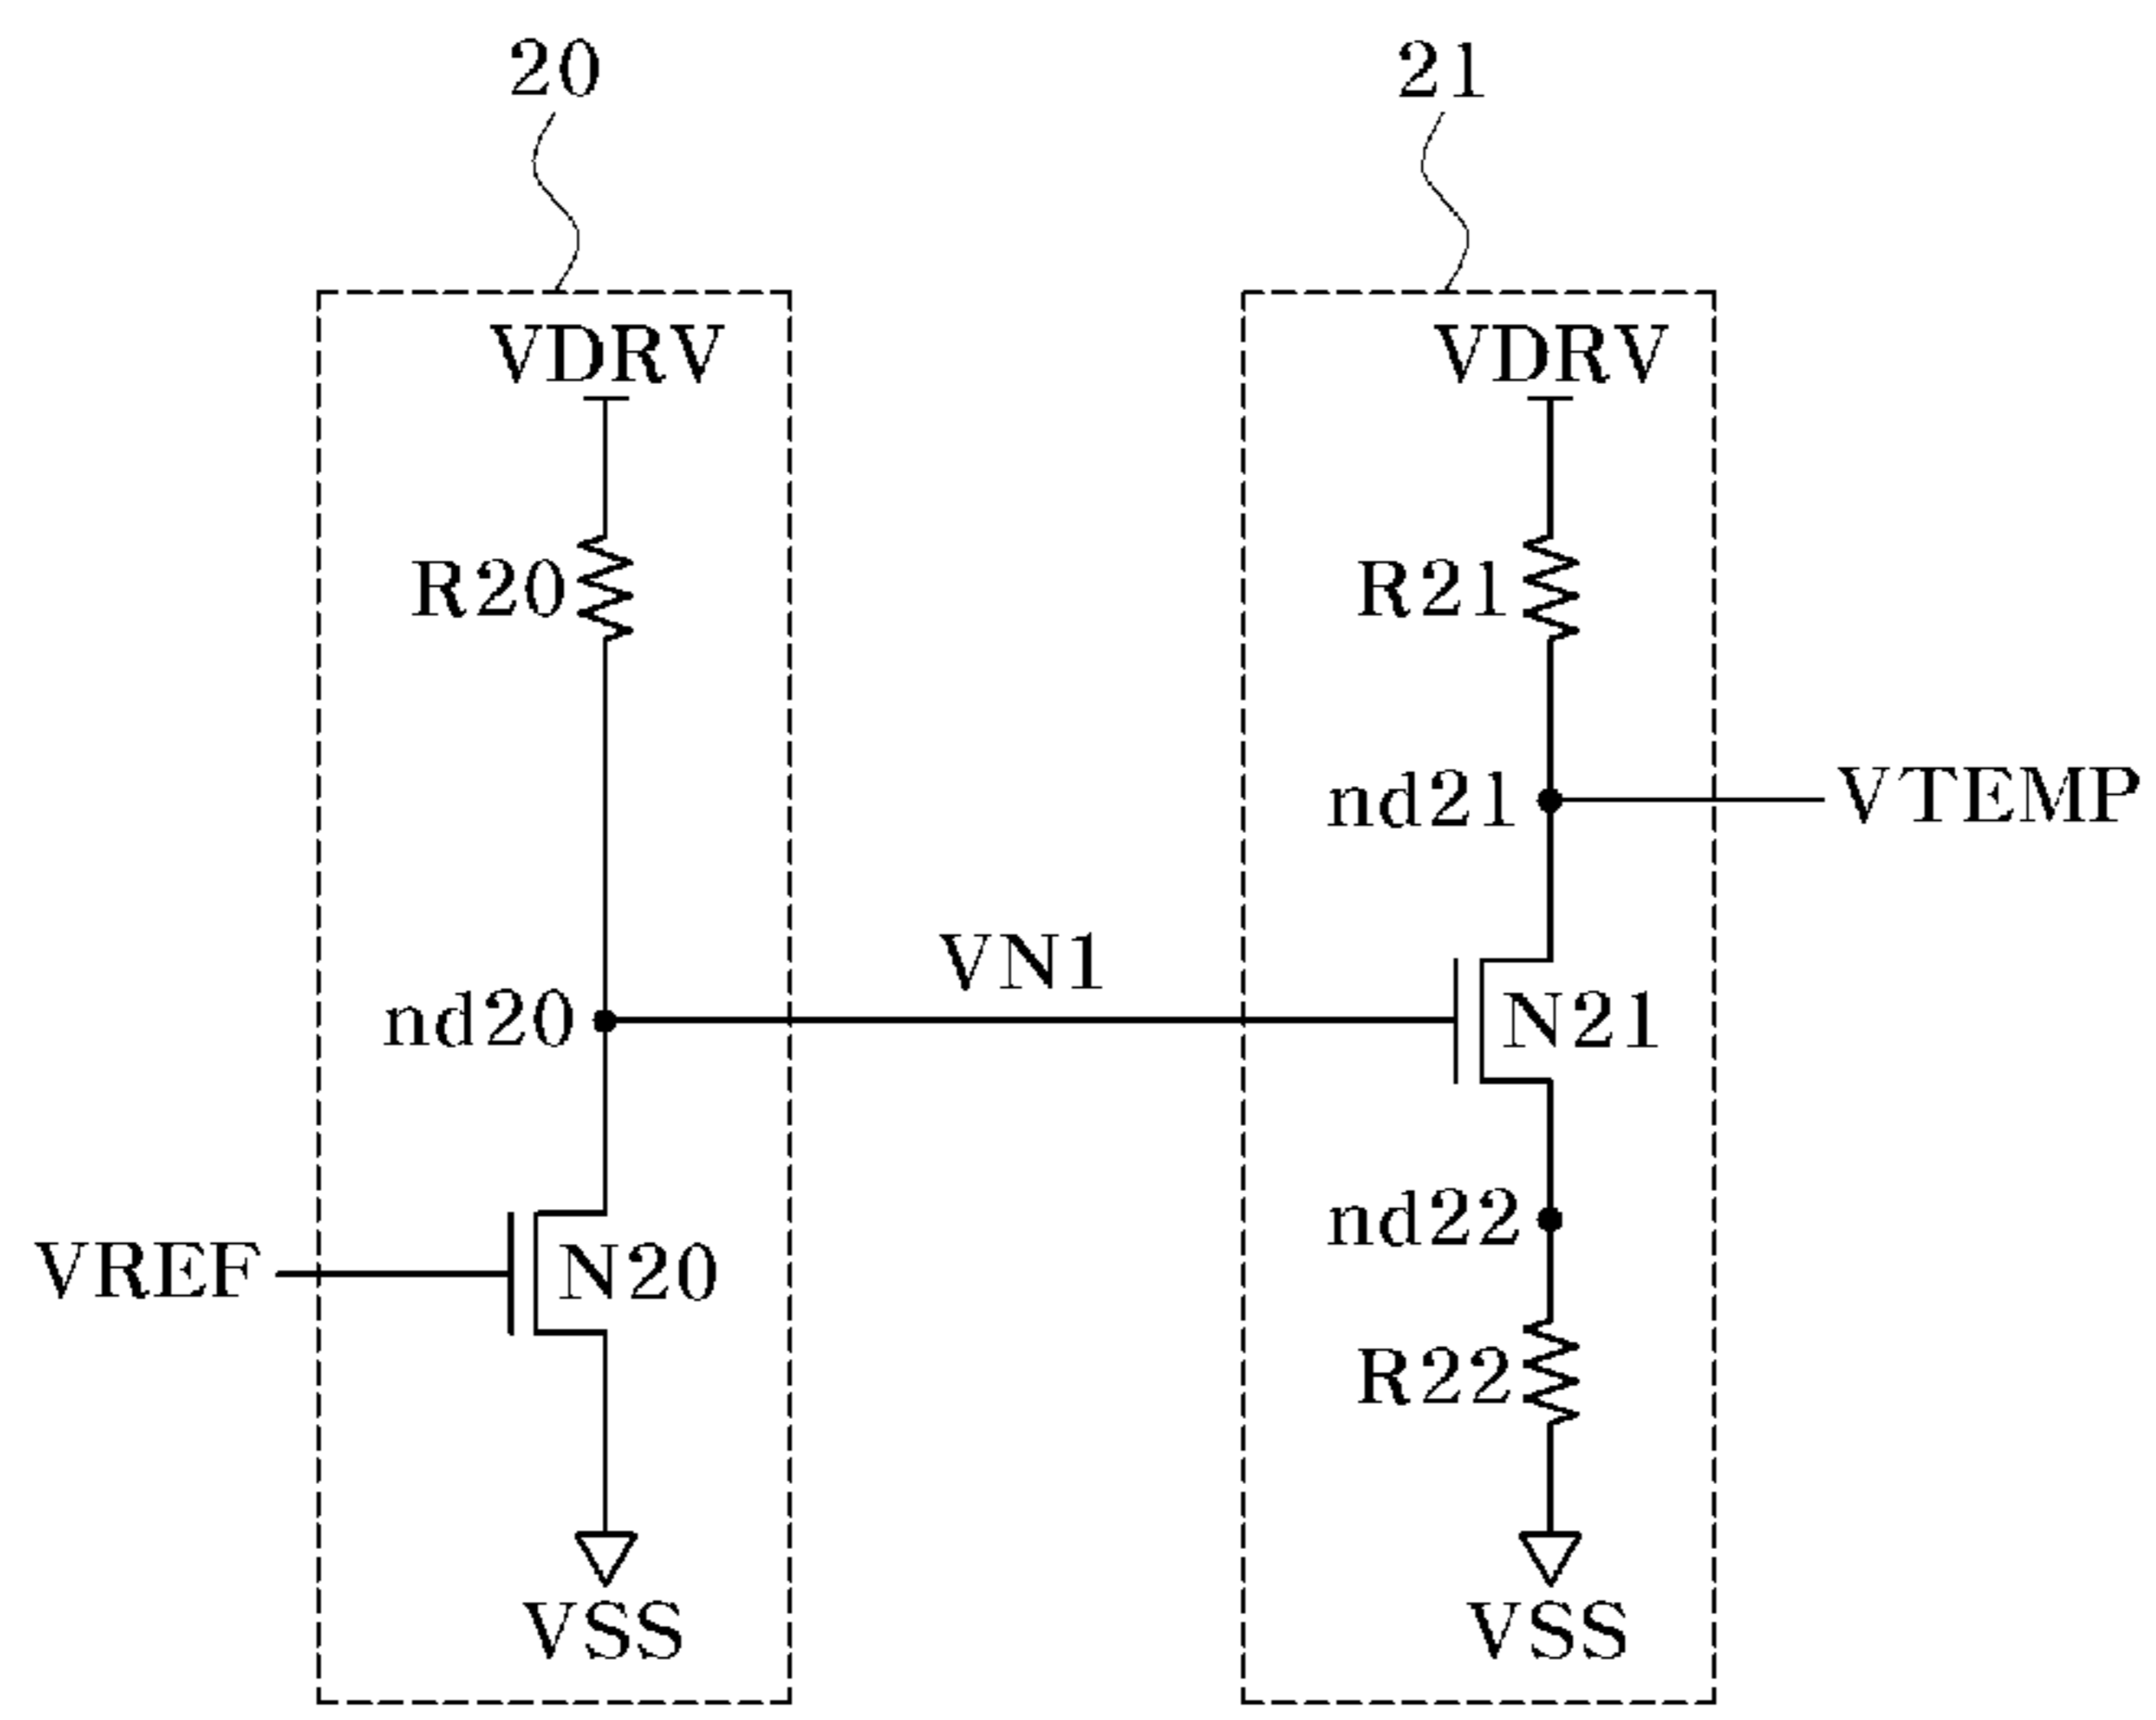 20
21
VDRV
VDRV
R20
R21
nd21
VTEMP
VN1
nd20
N21
nd22
VREF
N20
R22
VSS
VSS